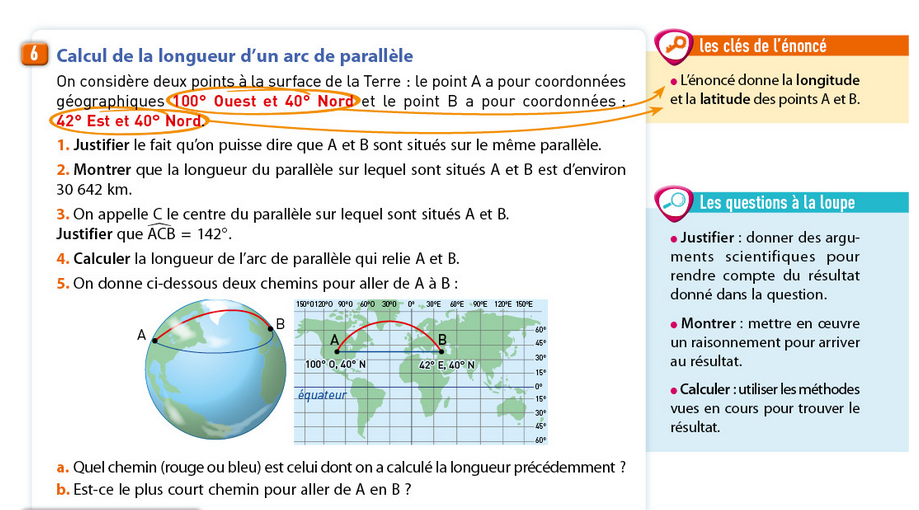 6 Calcul de la longueur d'un arc de parallèle
On considère deux points à la surface de la Terre : le point A a pour coordonnées
géographiques 100° Ouest et 40° Nord et le point B a pour coordonnées :
42° Est et 40° Nord.
1. Justifier le fait qu'on puisse dire que A et B sont situés sur le même parallèle.
2. Montrer que la longueur du parallèle sur lequel sont situés A et B est d'environ
30 642 km.
3. On appelle C le centre du parallèle sur lequel sont situés A et B.
Justifier que ACB = 142°.
4. Calculer la longueur de l'arc de parallèle qui relie A et B.
5. On donne ci-dessous deux chemins pour aller de A à B :
A
B
150°O 120°O 90°O 60°O 30°O 0° 30°E 60°E 90°E 120°E 150°E
60°
45°
30°
15°
0°
15°
30°
45°
60°
A
B
100° O, 40° N
42° E, 40° N
équateur
a. Quel chemin (rouge ou bleu) est celui dont on a calculé la longueur précédemment ?
b. Est-ce le plus court chemin pour aller de A en B ?
les clés de l'énoncé
• L'énoncé donne la longitude
et la latitude des points A et B.
Les questions à la loupe
• Justifier : donner des argu-
ments scientifiques pour
rendre compte du résultat
donné dans la question.
• Montrer : mettre en œuvre
un raisonnement pour arriver
au résultat.
• Calculer : utiliser les méthodes
vues en cours pour trouver le
résultat.